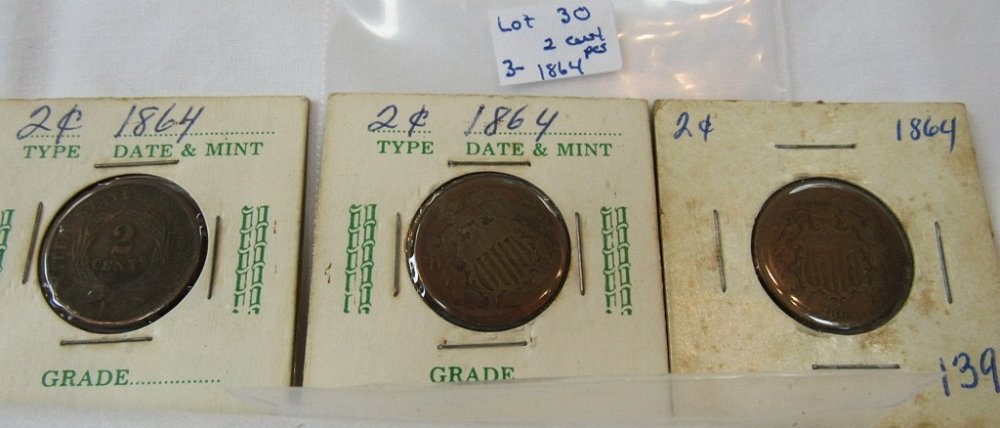 Lot 30
2 cent
pcs
3- 1864
2¢ 1864
TYPE DATE & MINT
2
CENTS
GRADE
2¢ 1864
TYPE DATE & MINT
GRADE
2¢ 1864
139